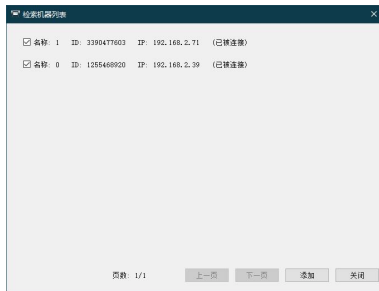 检索机器列表
名称: 1 ID: 3390477603 IP: 192.168.2.71 (已被连接)
名称: 0 ID: 1255468920 IP: 192.168.2.39 (已被连接)
页数: 1/1 上一页 下一页 添加 关闭